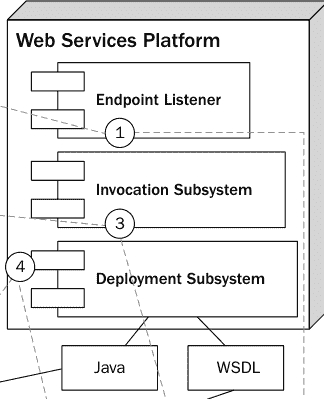 Web Services Platform
Endpoint Listener
1
Invocation Subsystem
3
4
Deployment Subsystem
Java
WSDL